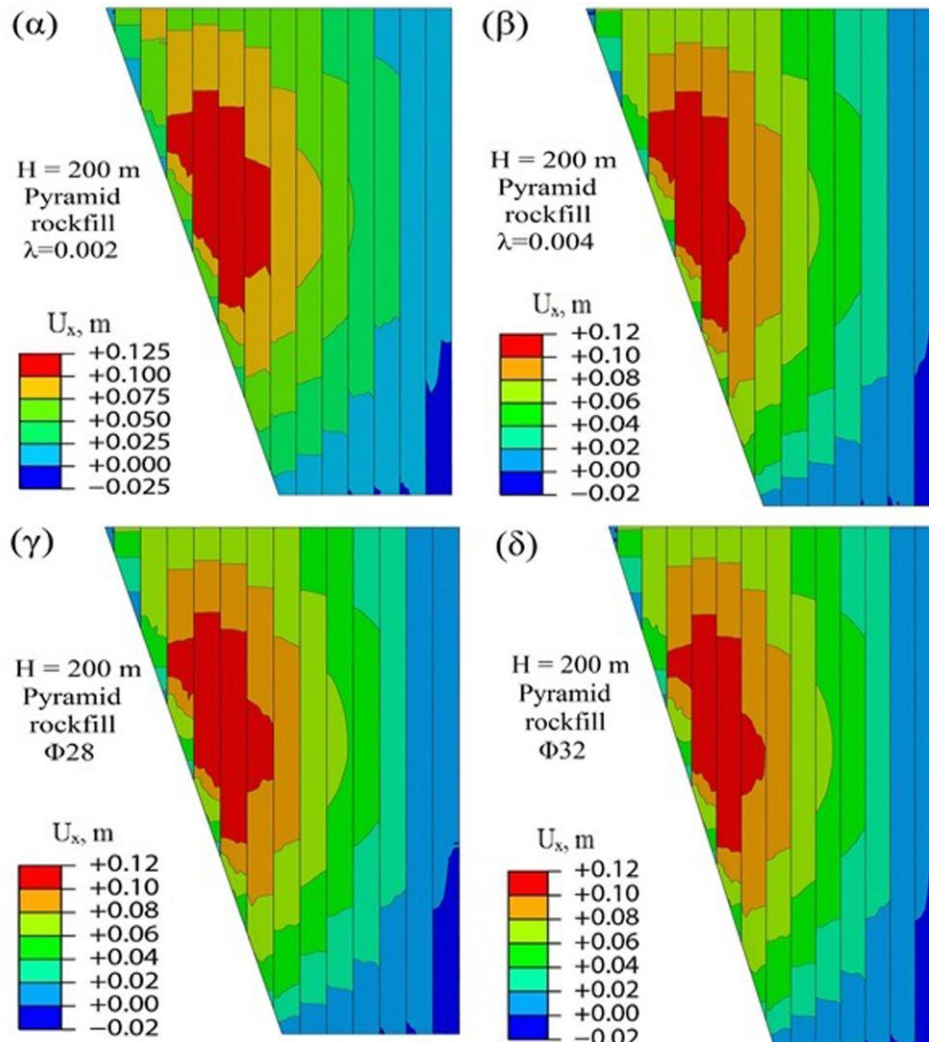 (α)
H = 200 m
Pyramid
rockfill
λ=0.002
Uₓ, m
+0.125
+0.100
+0.075
+0.050
+0.025
+0.000
−0.025
(β)
H = 200 m
Pyramid
rockfill
λ=0.004
Uₓ, m
+0.12
+0.10
+0.08
+0.06
+0.04
+0.02
+0.00
−0.02
(γ)
H = 200 m
Pyramid
rockfill
Φ28
Uₓ, m
+0.12
+0.10
+0.08
+0.06
+0.04
+0.02
+0.00
−0.02
(δ)
H = 200 m
Pyramid
rockfill
Φ32
Uₓ, m
+0.12
+0.10
+0.08
+0.06
+0.04
+0.02
+0.00
−0.02